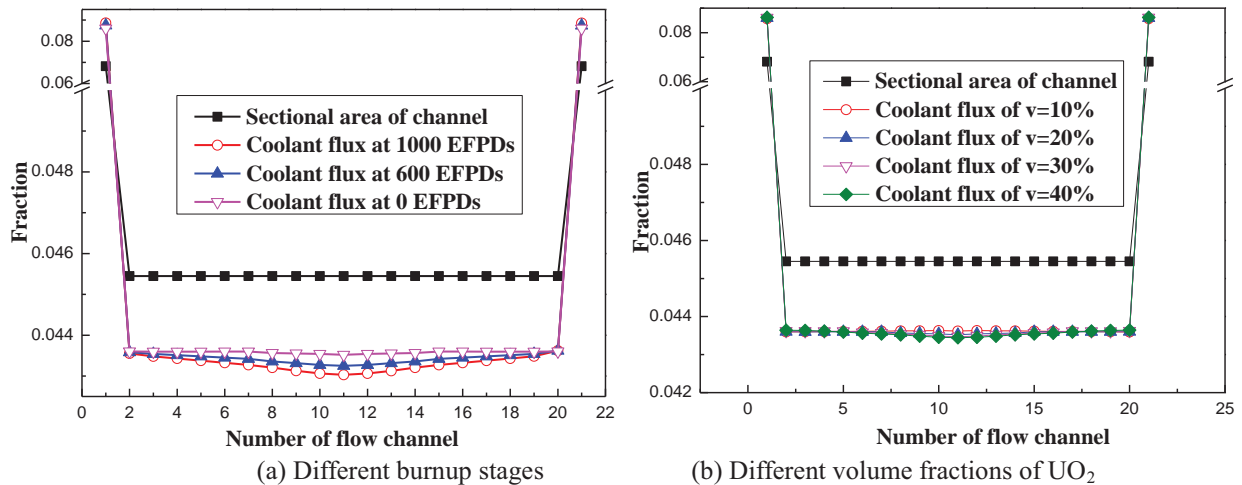 0.08
0.06
0.048
0.046
0.044
Fraction
Sectional area of channel
Coolant flux at 1000 EFPDs
Coolant flux at 600 EFPDs
Coolant flux at 0 EFPDs
0 2 4 6 8 10 12 14 16 18 20 22
Number of flow channel
(a) Different burnup stages
0.08
0.06
0.048
0.046
0.044
0.042
Fraction
Sectional area of channel
Coolant flux of v=10%
Coolant flux of v=20%
Coolant flux of v=30%
Coolant flux of v=40%
0 5 10 15 20 25
Number of flow channel
(b) Different volume fractions of UO2